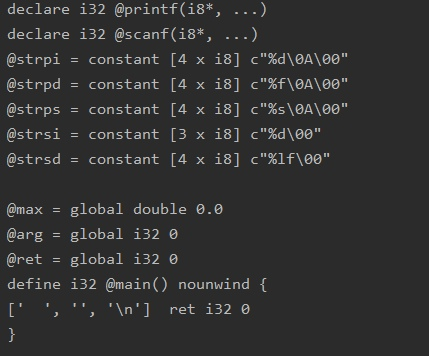 declare i32 @printf(i8*, ...)
declare i32 @scanf(i8*, ...)
@strpi = constant [4 x i8] c"%d\0A\00"
@strpd = constant [4 x i8] c"%f\0A\00"
@strps = constant [4 x i8] c"%s\0A\00"
@strsi = constant [3 x i8] c"%d\00"
@strsd = constant [4 x i8] c"%lf\00"

@max = global double 0.0
@arg = global i32 0
@ret = global i32 0
define i32 @main() nounwind {
['  ', '', '\n']  ret i32 0
}